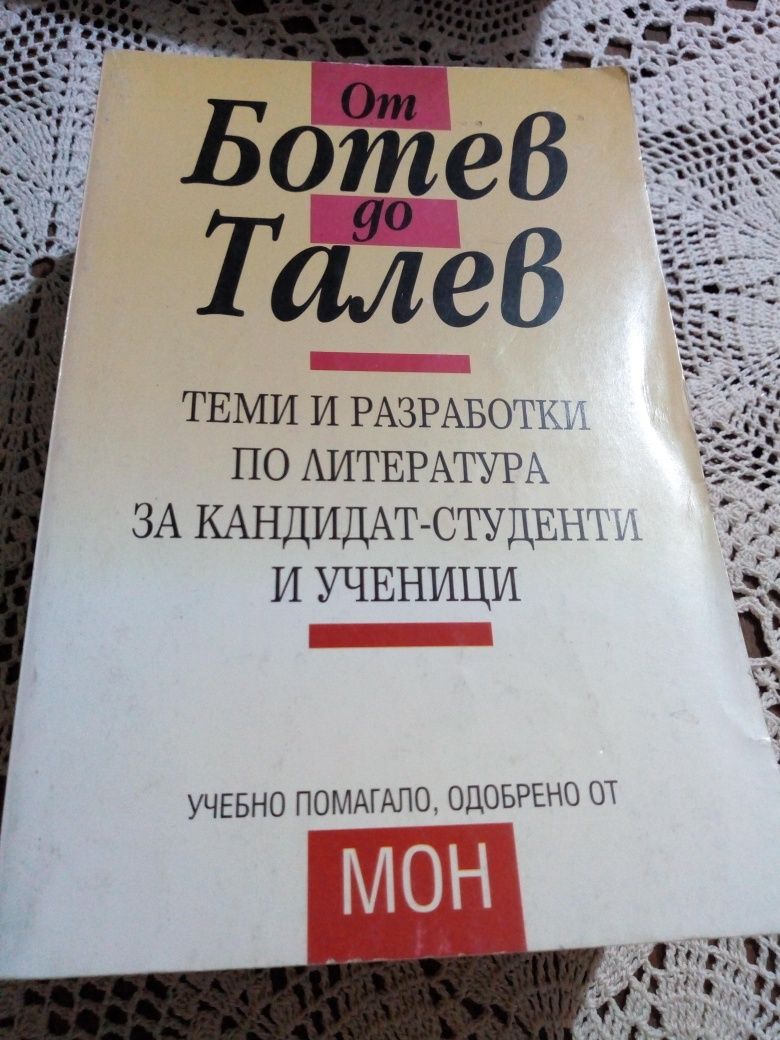 От
Ботев
до
Талев
ТЕМИ И РАЗРАБОТКИ
ПО ЛИТЕРАТУРА
ЗА КАНДИДАТ-СТУДЕНТИ
И УЧЕНИЦИ
УЧЕБНО ПОМАГАЛО, ОДОБРЕНО ОТ
МОН